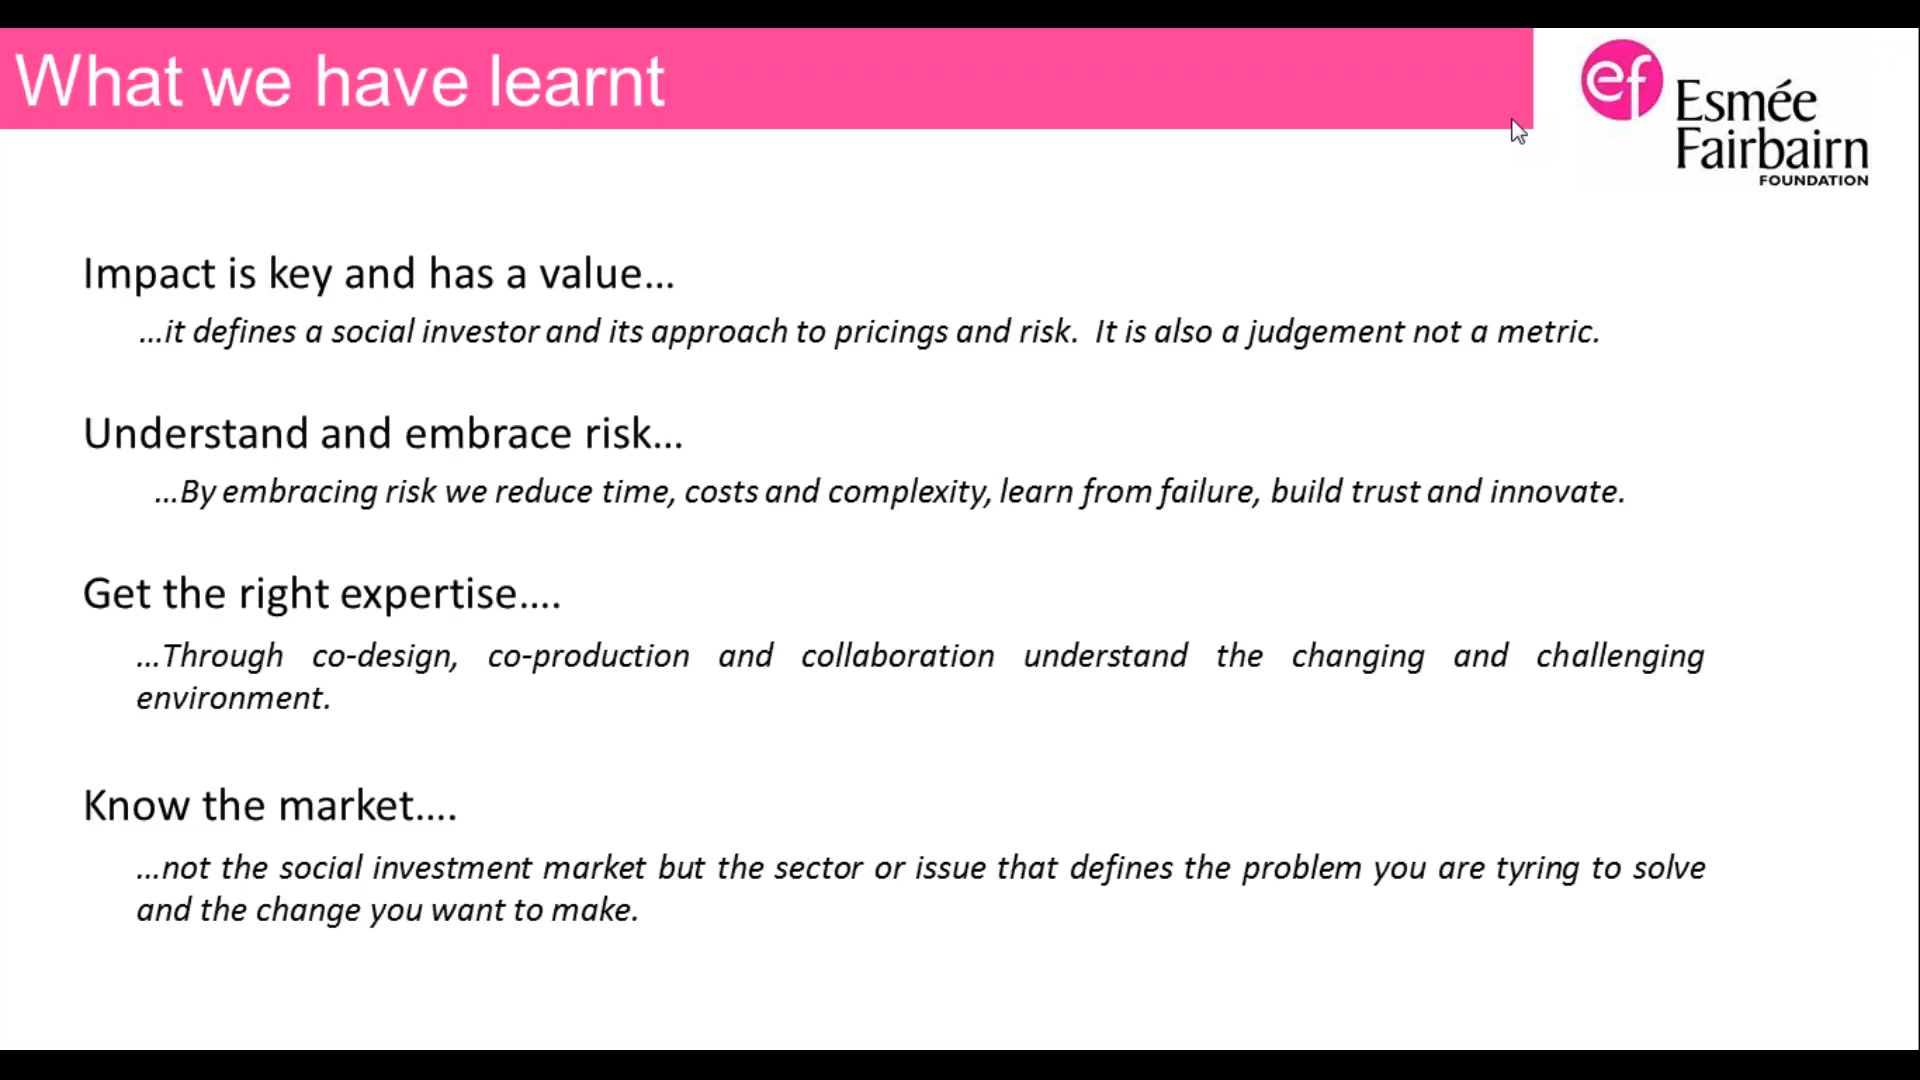 What we have learnt
ef
Esmée
Fairbairn
FOUNDATION
Impact is key and has a value...
...it defines a social investor and its approach to pricings and risk.  It is also a judgement not a metric.
Understand and embrace risk...
...By embracing risk we reduce time, costs and complexity, learn from failure, build trust and innovate.
Get the right expertise....
...Through co-design, co-production and collaboration understand the changing and challenging
environment.
Know the market....
...not the social investment market but the sector or issue that defines the problem you are tyring to solve
and the change you want to make.